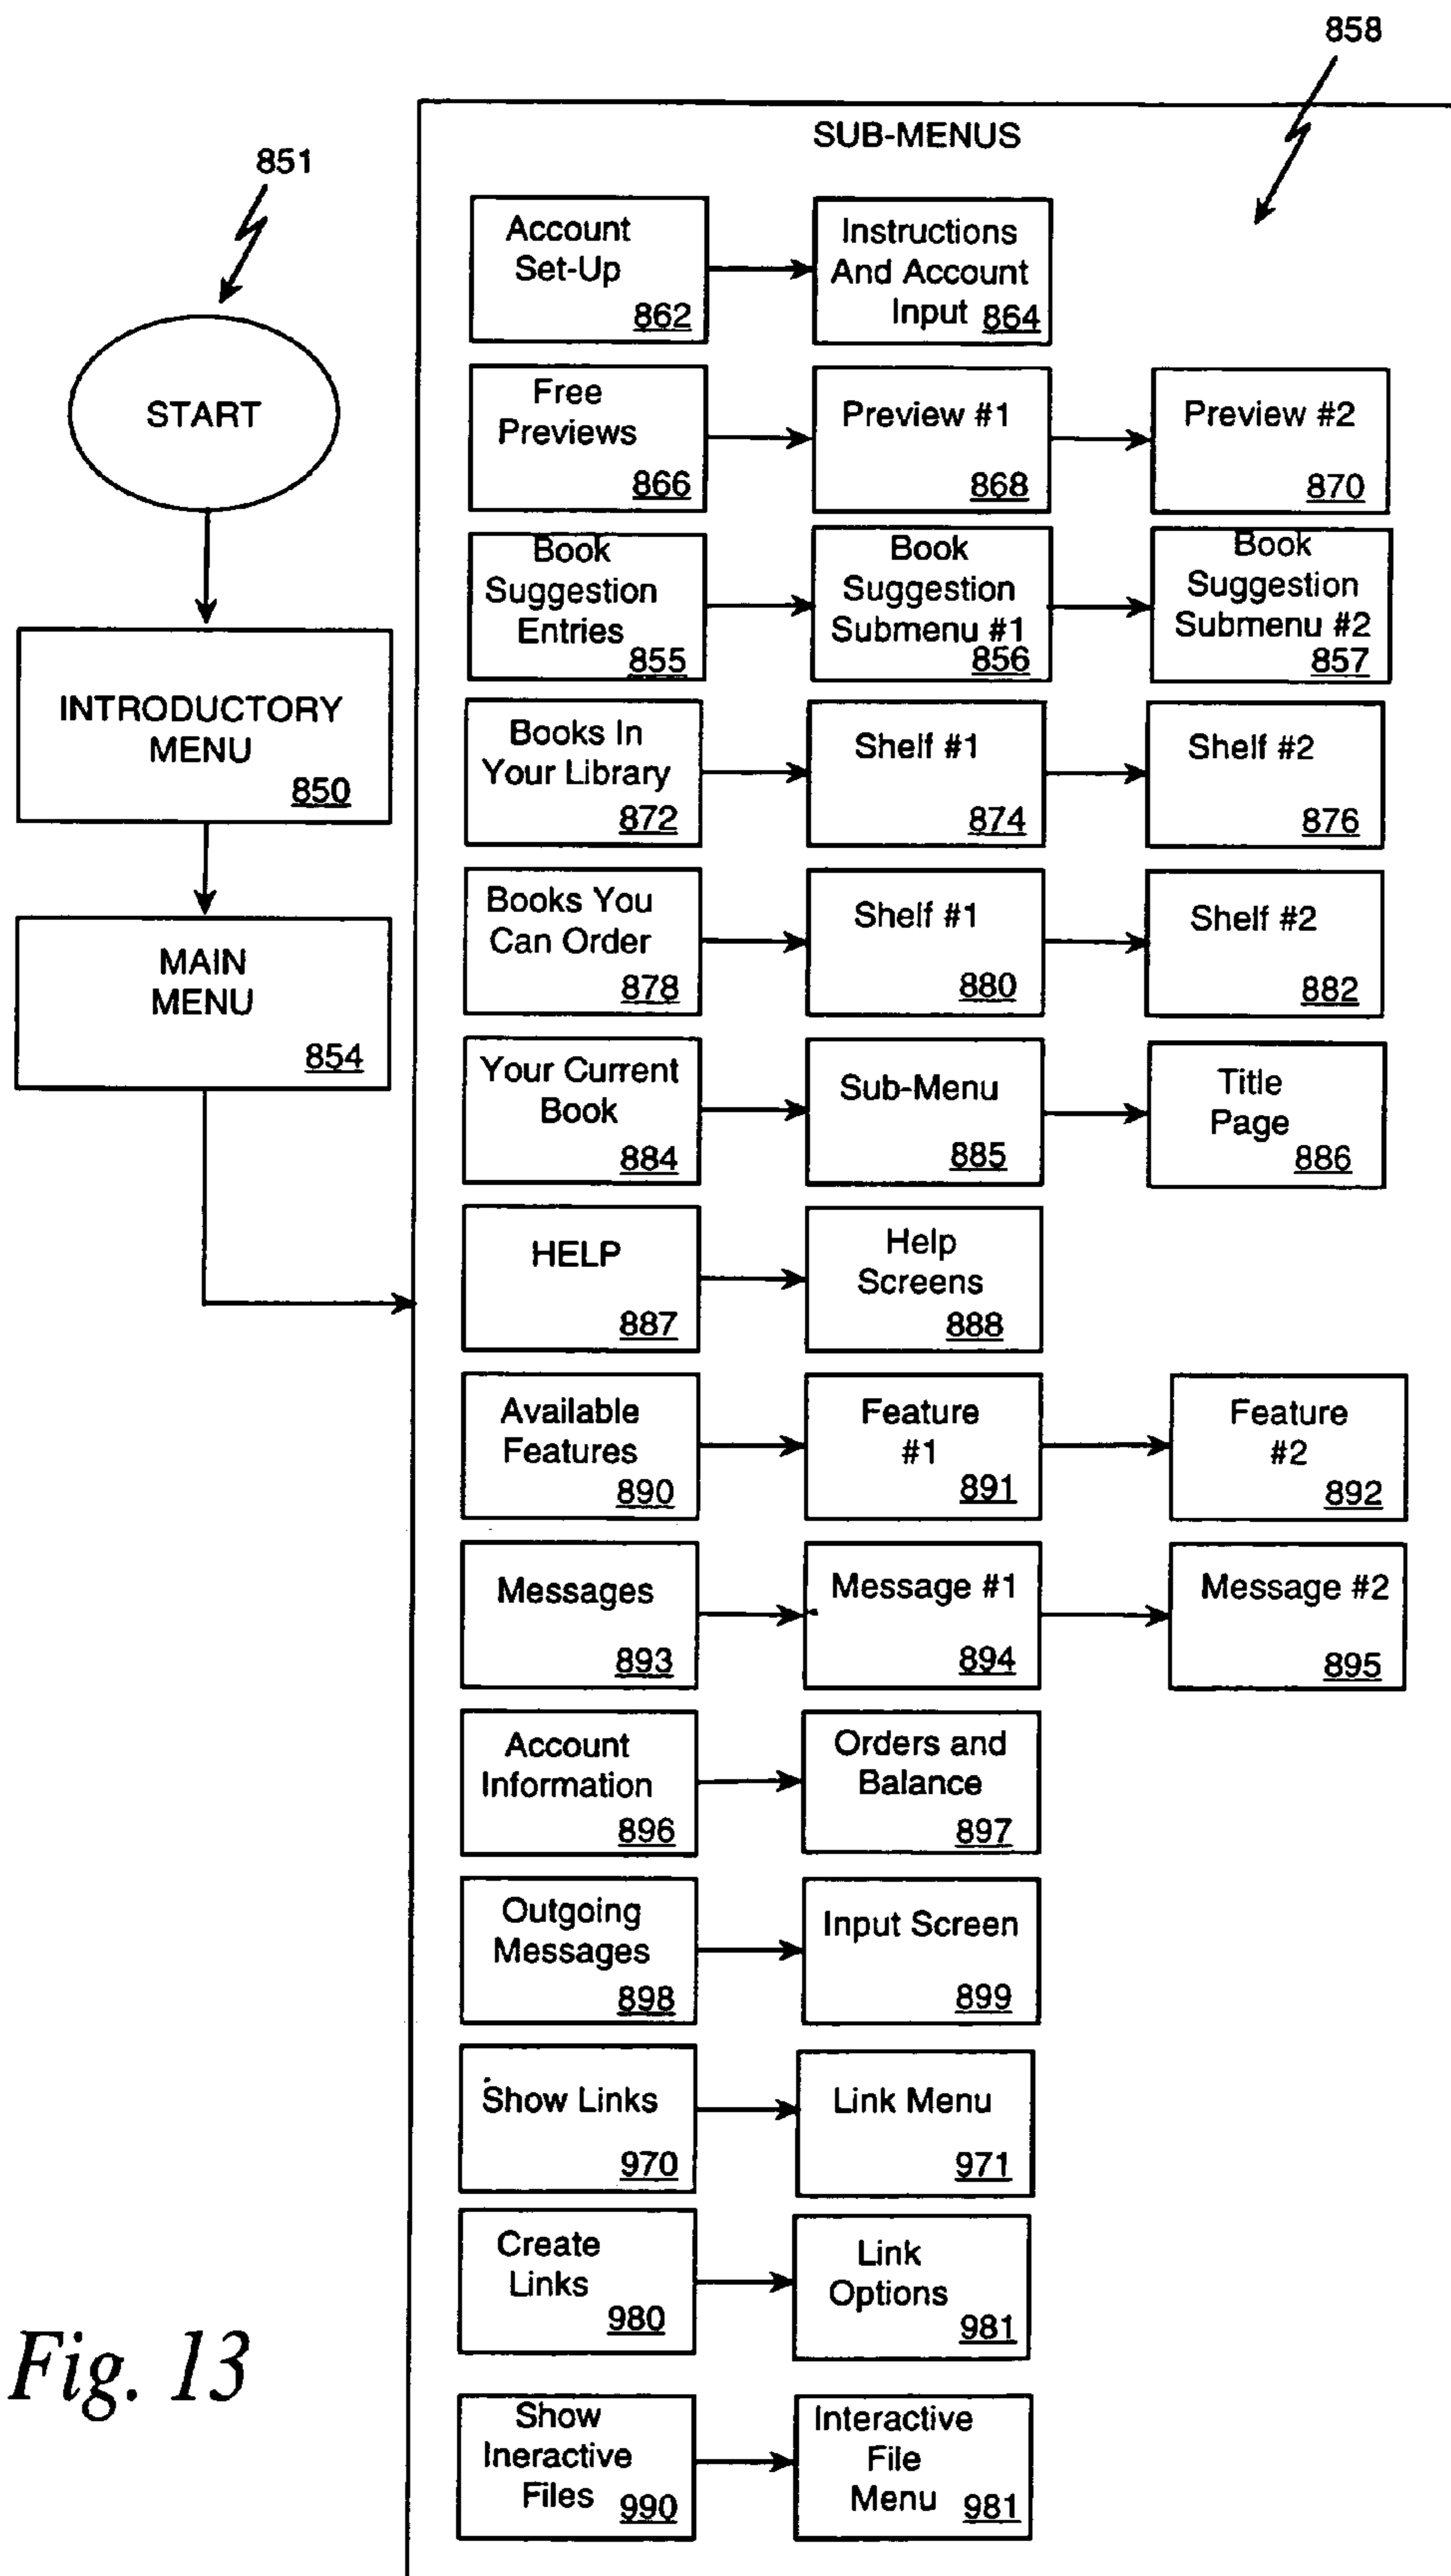 858
SUB-MENUS
851
START
INTRODUCTORY
MENU
850
MAIN
MENU
854
Account
Set-Up
862
Instructions
And Account
Input 864
Free
Previews
866
Preview #1
868
Preview #2
870
Book
Suggestion
Entries
855
Book
Suggestion
Submenu #1
856
Book
Suggestion
Submenu #2
857
Books In
Your Library
872
Shelf #1
874
Shelf #2
876
Books You
Can Order
878
Shelf #1
880
Shelf #2
882
Your Current
Book
884
Sub-Menu
885
Title
Page
886
HELP
887
Help
Screens
888
Available
Features
890
Feature
#1
891
Feature
#2
892
Messages
893
Message #1
894
Message #2
895
Account
Information
896
Orders and
Balance
897
Outgoing
Messages
898
Input Screen
899
Show Links
970
Link Menu
971
Create
Links
980
Link
Options
981
Show
Ineractive
Files 990
Interactive
File
Menu 981
Fig. 13